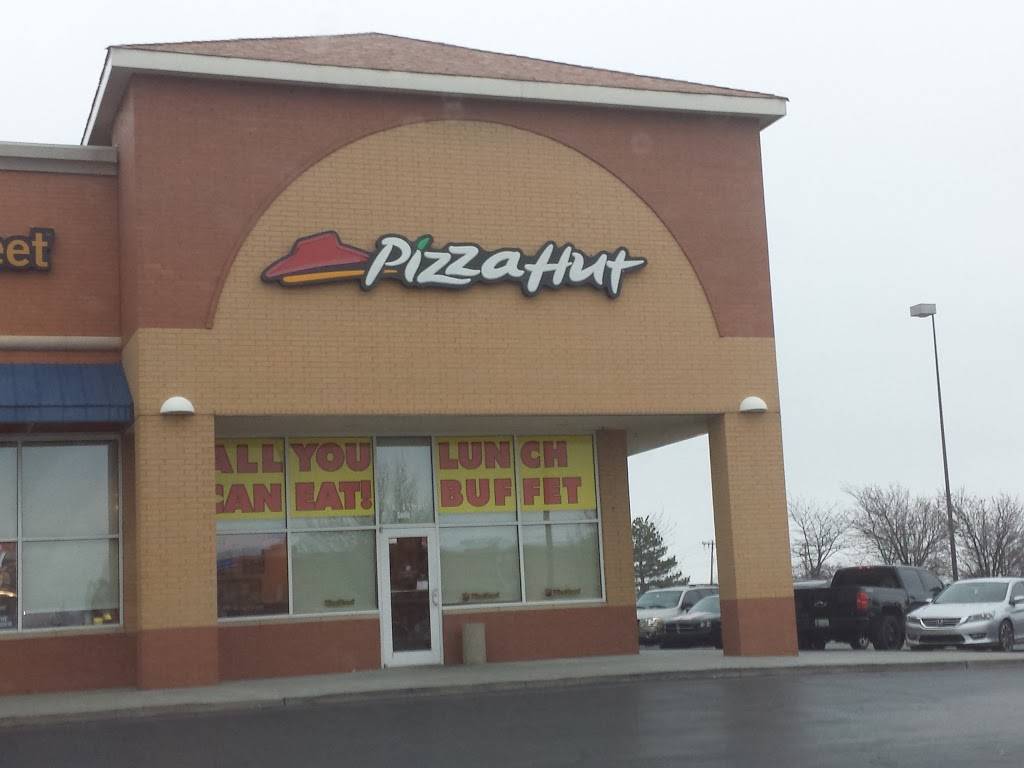 eet
Pizza Hut
ALL YOU
CAN EAT!
LUNCH
BUFFET